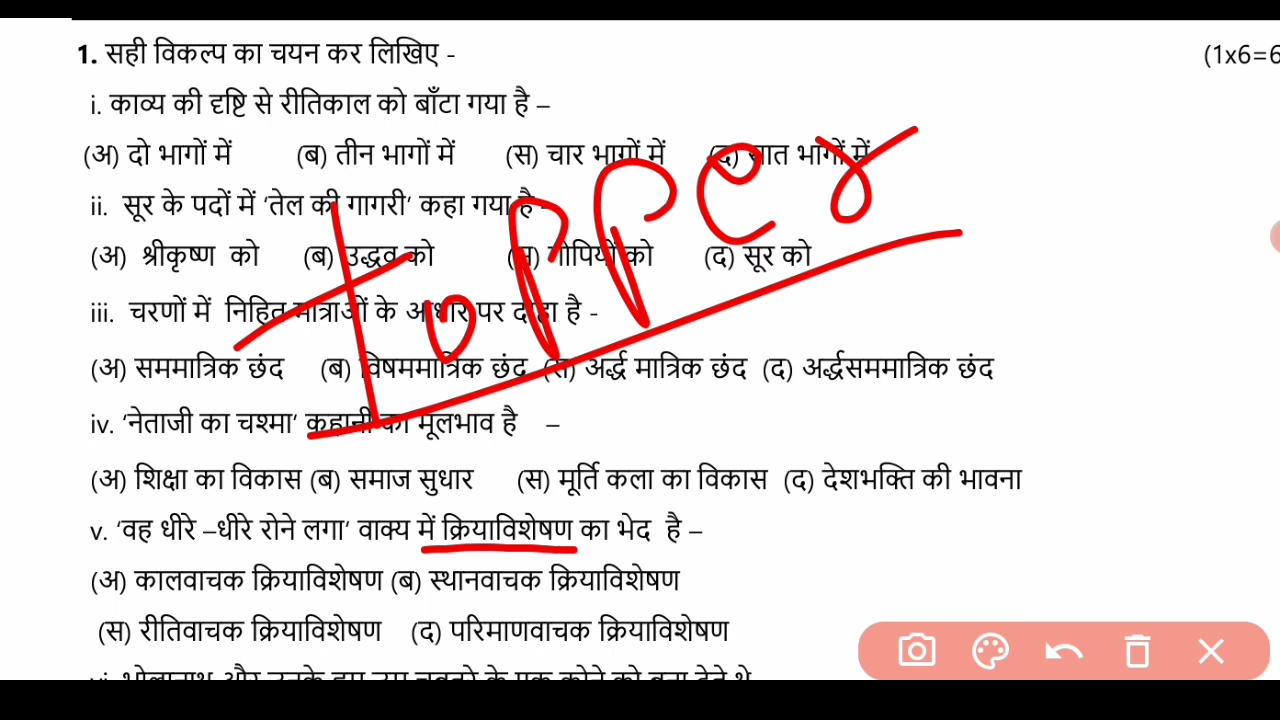 1. सही विकल्प का चयन कर लिखिए - (1x6=6
i. काव्य की दृष्टि से रीतिकाल को बाँटा गया है –
(अ) दो भागों में (ब) तीन भागों में (स) चार भागों में (द) सात भागों में
ii. सूर के पदों में ‘तेल की गागरी’ कहा गया है -
(अ) श्रीकृष्ण को (ब) उद्धव को (स) गोपियों को (द) सूर को
iii. चरणों में निहित मात्राओं के आधार पर दोहा है -
(अ) सममात्रिक छंद (ब) विषममात्रिक छंद (स) अर्द्ध मात्रिक छंद (द) अर्द्धसममात्रिक छंद
iv. ‘नेताजी का चश्मा’ कहानी का मूलभाव है –
(अ) शिक्षा का विकास (ब) समाज सुधार (स) मूर्ति कला का विकास (द) देशभक्ति की भावना
v. ‘वह धीरे –धीरे रोने लगा’ वाक्य में क्रियाविशेषण का भेद है –
(अ) कालवाचक क्रियाविशेषण (ब) स्थानवाचक क्रियाविशेषण
(स) रीतिवाचक क्रियाविशेषण (द) परिमाणवाचक क्रियाविशेषण
topper